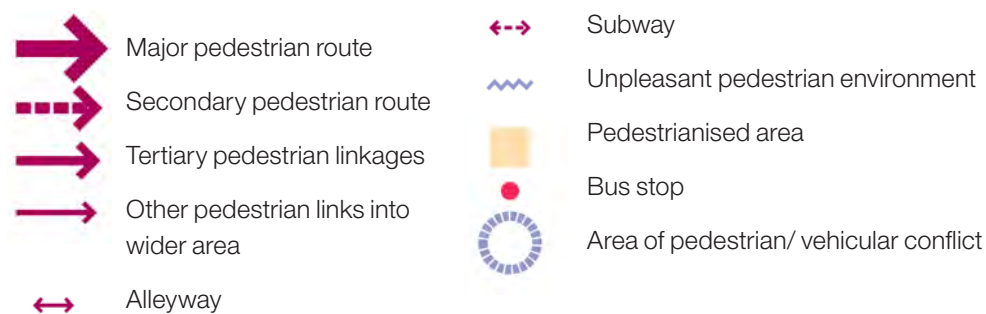 Major pedestrian route
Secondary pedestrian route
Tertiary pedestrian linkages
Other pedestrian links into
wider area
Alleyway
Subway
Unpleasant pedestrian environment
Pedestrianised area
Bus stop
Area of pedestrian/ vehicular conflict